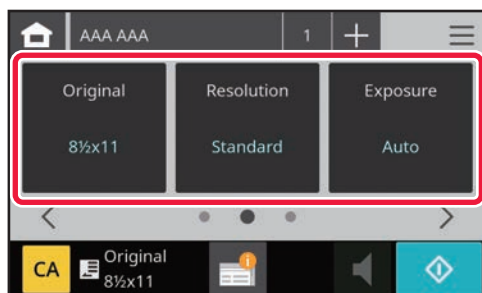 AAA AAA 1
Original Resolution Exposure
8½x11 Standard Auto
CA Original
8½x11